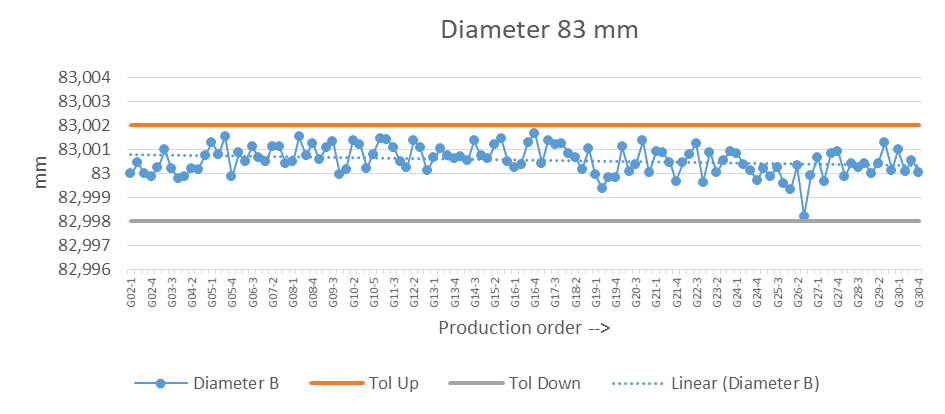 Diameter 83 mm
83,004
83,003
83,002
83,001
83
82,999
82,998
82,997
82,996
mm
G02-1 G02-4 G03-3 G04-2 G05-1 G05-4 G06-3 G07-2 G08-1 G08-4 G09-3 G10-2 G10-5 G11-3 G12-2 G13-1 G13-4 G14-3 G15-2 G16-1 G16-4 G17-3 G18-2 G19-1 G19-4 G20-3 G21-1 G21-4 G22-3 G23-2 G24-1 G24-4 G25-3 G26-2 G27-1 G27-4 G28-3 G29-2 G30-1 G30-4
Production order -->
Diameter B Tol Up Tol Down Linear (Diameter B)